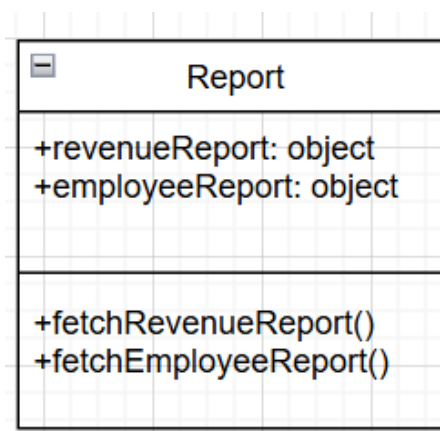 Report
+revenueReport: object
+employeeReport: object
+fetchRevenueReport()
+fetchEmployeeReport()